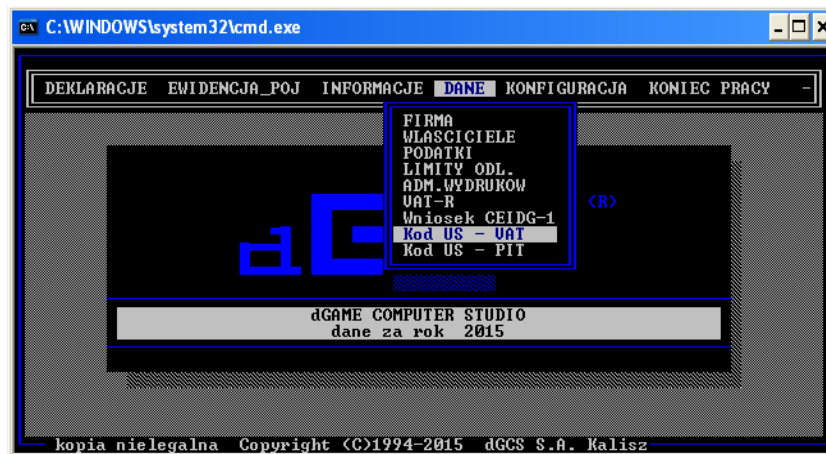 C:\WINDOWS\system32\cmd.exe
DEKLARACJE EWIDENCJA_POJ INFORMACJE DANE KONFIGURACJA KONIEC PRACY -
FIRMA
WLASCICIELE
PODATKI
LIMITY ODL.
ADM.WYDRUKOW
VAT-R
Wniosek CEIDG-1
Kod US - VAT
Kod US - PIT
(R)
dGAME COMPUTER STUDIO
dane za rok 2015
kopia nielegalna Copyright (C)1994-2015 dGCS S.A. Kalisz